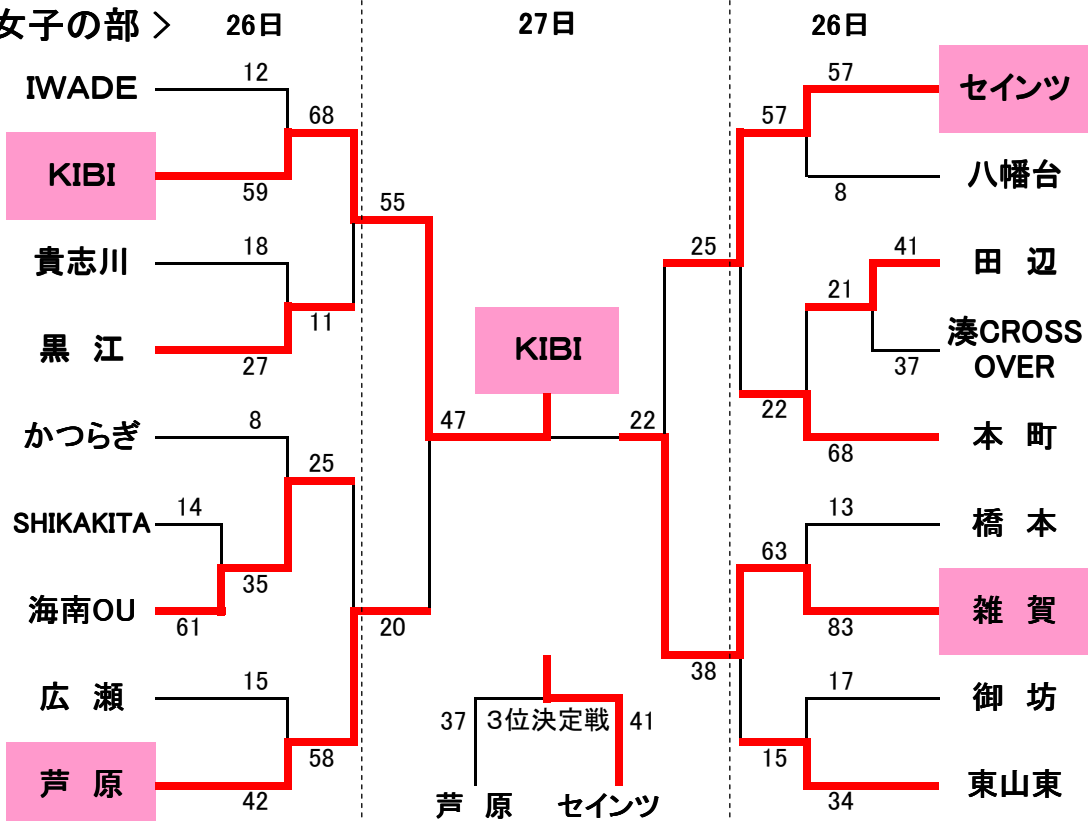 女子の部 >
26日
27日
26日
IWADE
12
68
KIBI
59
55
貴志川
18
11
黒 江
27
かつらぎ
8
25
SHIKAKITA
14
35
海南OU
61
20
広 瀬
15
58
芦 原
42
KIBI
47
22
37
3位決定戦
41
芦 原
セインツ
57
セインツ
57
八幡台
8
25
41
田 辺
21
湊CROSS
OVER
37
22
本 町
68
13
橋 本
63
雑 賀
83
38
17
御 坊
15
東山東
34